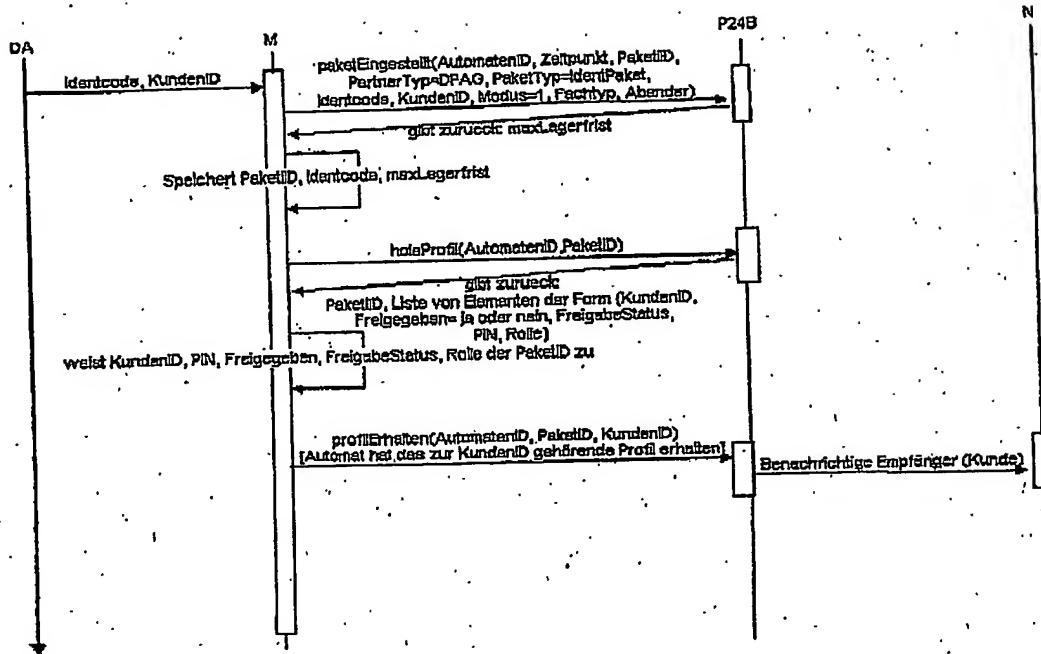 DA
M
P24B
N
Identcode, KundenID
paketEingestellt(AutomatenID, Zeitpunkt, PaketID,
PartnerTyp=DPAG, PaketTyp=IdentPaket,
Identcode, KundenID, Modus=1, Fachtyp, Absender)
gibt zurueck: maxLagerfrist
Speichert PaketID, Identcode, maxLagerfrist
holeProfil(AutomatenID,PaketID)
gibt zurueck:
PaketID, Liste von Elementen der Form (KundenID,
Freigegeben= ja oder nein, FreigabeStatus,
PIN, Rolle)
weist KundenID, PIN, Freigegeben, FreigabeStatus, Rolle der PaketID zu
profilErhalten(AutomatenID, PaketID, KundenID)
[Automat hat das zur KundenID gehörende Profil erhalten]
Benachrichtige Empfänger (Kunde)